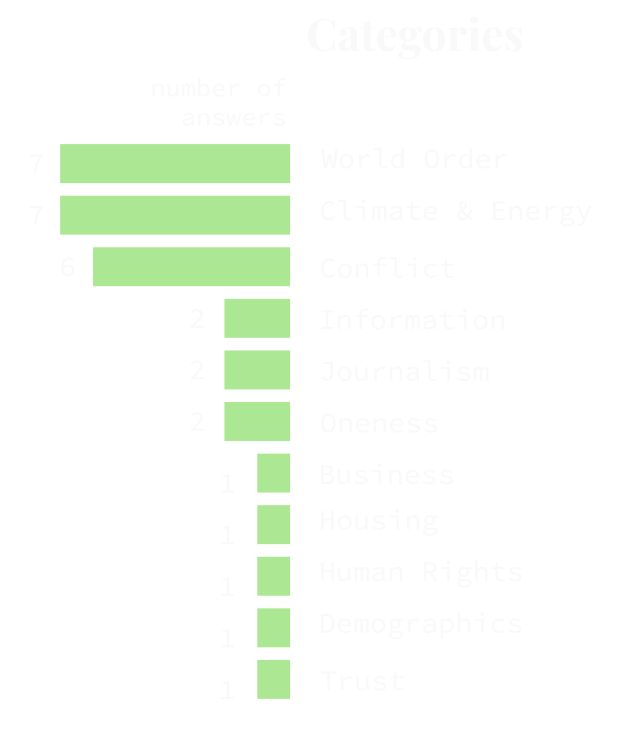 Categories
number of
answers
7 World Order
7 Climate & Energy
6 Conflict
2 Information
2 Journalism
2 Oneness
1 Business
1 Housing
1 Human Rights
1 Demographics
1 Trust